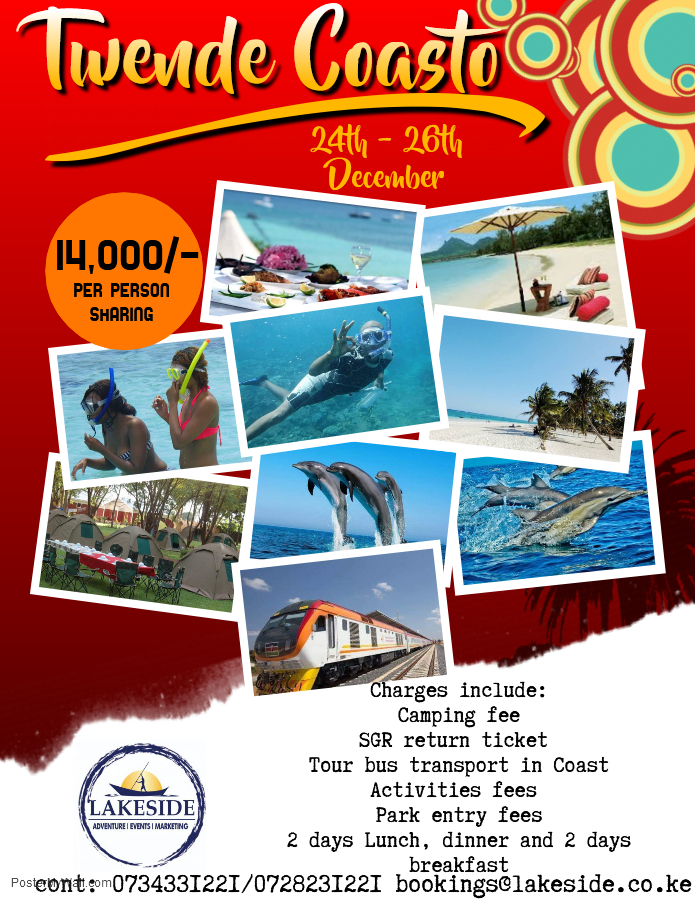 Twende Coasto
24th - 26th
December
14,000/-
PER PERSON
SHARING
Charges include:
Camping fee
SGR return ticket
Tour bus transport in Coast
Activities fees
Park entry fees
2 days Lunch, dinner and 2 days
breakfast
LAKESIDE
ADVENTURE | EVENTS | MARKETING
PosterMyWall.com
cont: 0734331221/0728231221 bookings@lakeside.co.ke